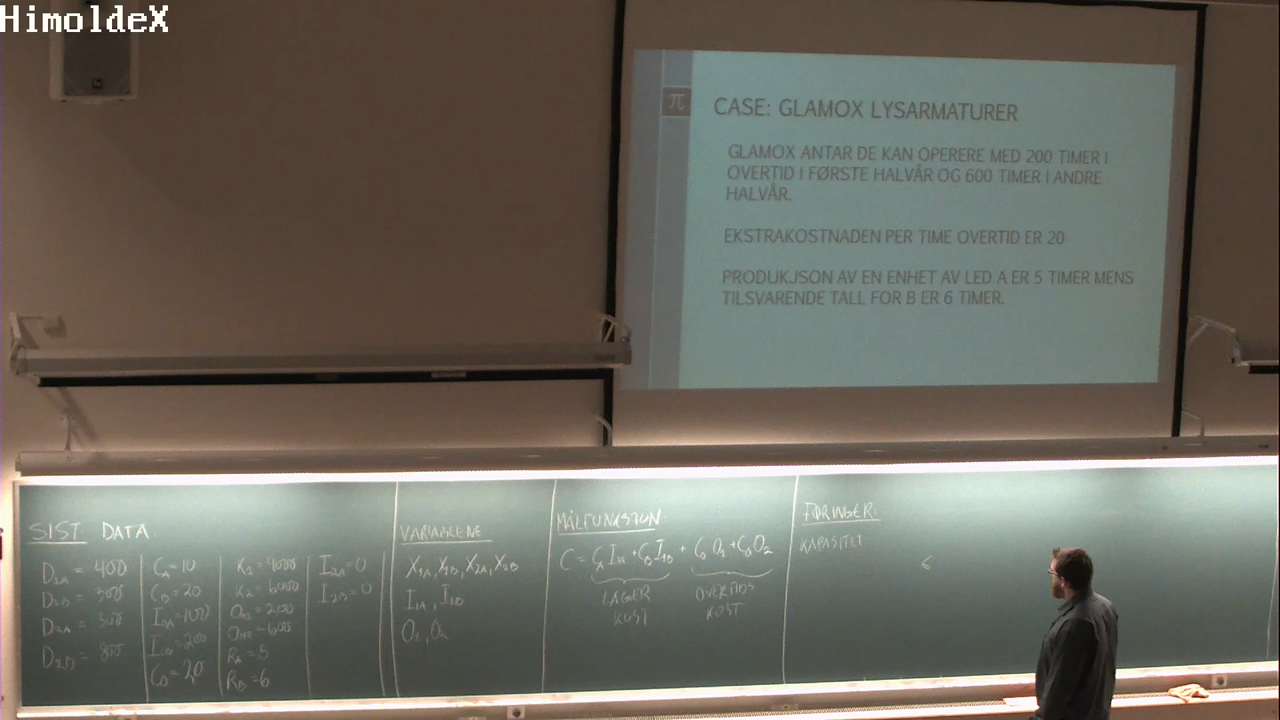 HimoldeX
π
CASE: GLAMOX LYSARMATURER
GLAMOX ANTAR DE KAN OPERERE MED 200 TIMER I
OVERTID I FØRSTE HALVÅR OG 600 TIMER I ANDRE
HALVÅR.
EKSTRAKOSTNADEN PER TIME OVERTID ER 20
PRODUKJSON AV EN ENHET AV LED A ER 5 TIMER MENS
TILSVARENDE TALL FOR B ER 6 TIMER.
SIST DATA
D1A = 400
D1B = 300
D2A = 300
D2B = 800
CA = 10
CB = 20
I0A = 100
I0B = 200
CO = 20
K1 = 4000
K2 = 6000
OM1 = 200
OM2 = 600
RA = 5
RB = 6
I2A = 0
I2B = 0
VARIABLENE
X1A, X1B, X2A, X2B
I1A, I1B
O1, O2
MÅLFUNKSJON
C = CA I1A + CB I1B + CO O1 + CO O2
LAGER KOST
OVERTIDS KOST
FØRINGER:
KAPASITET
≤